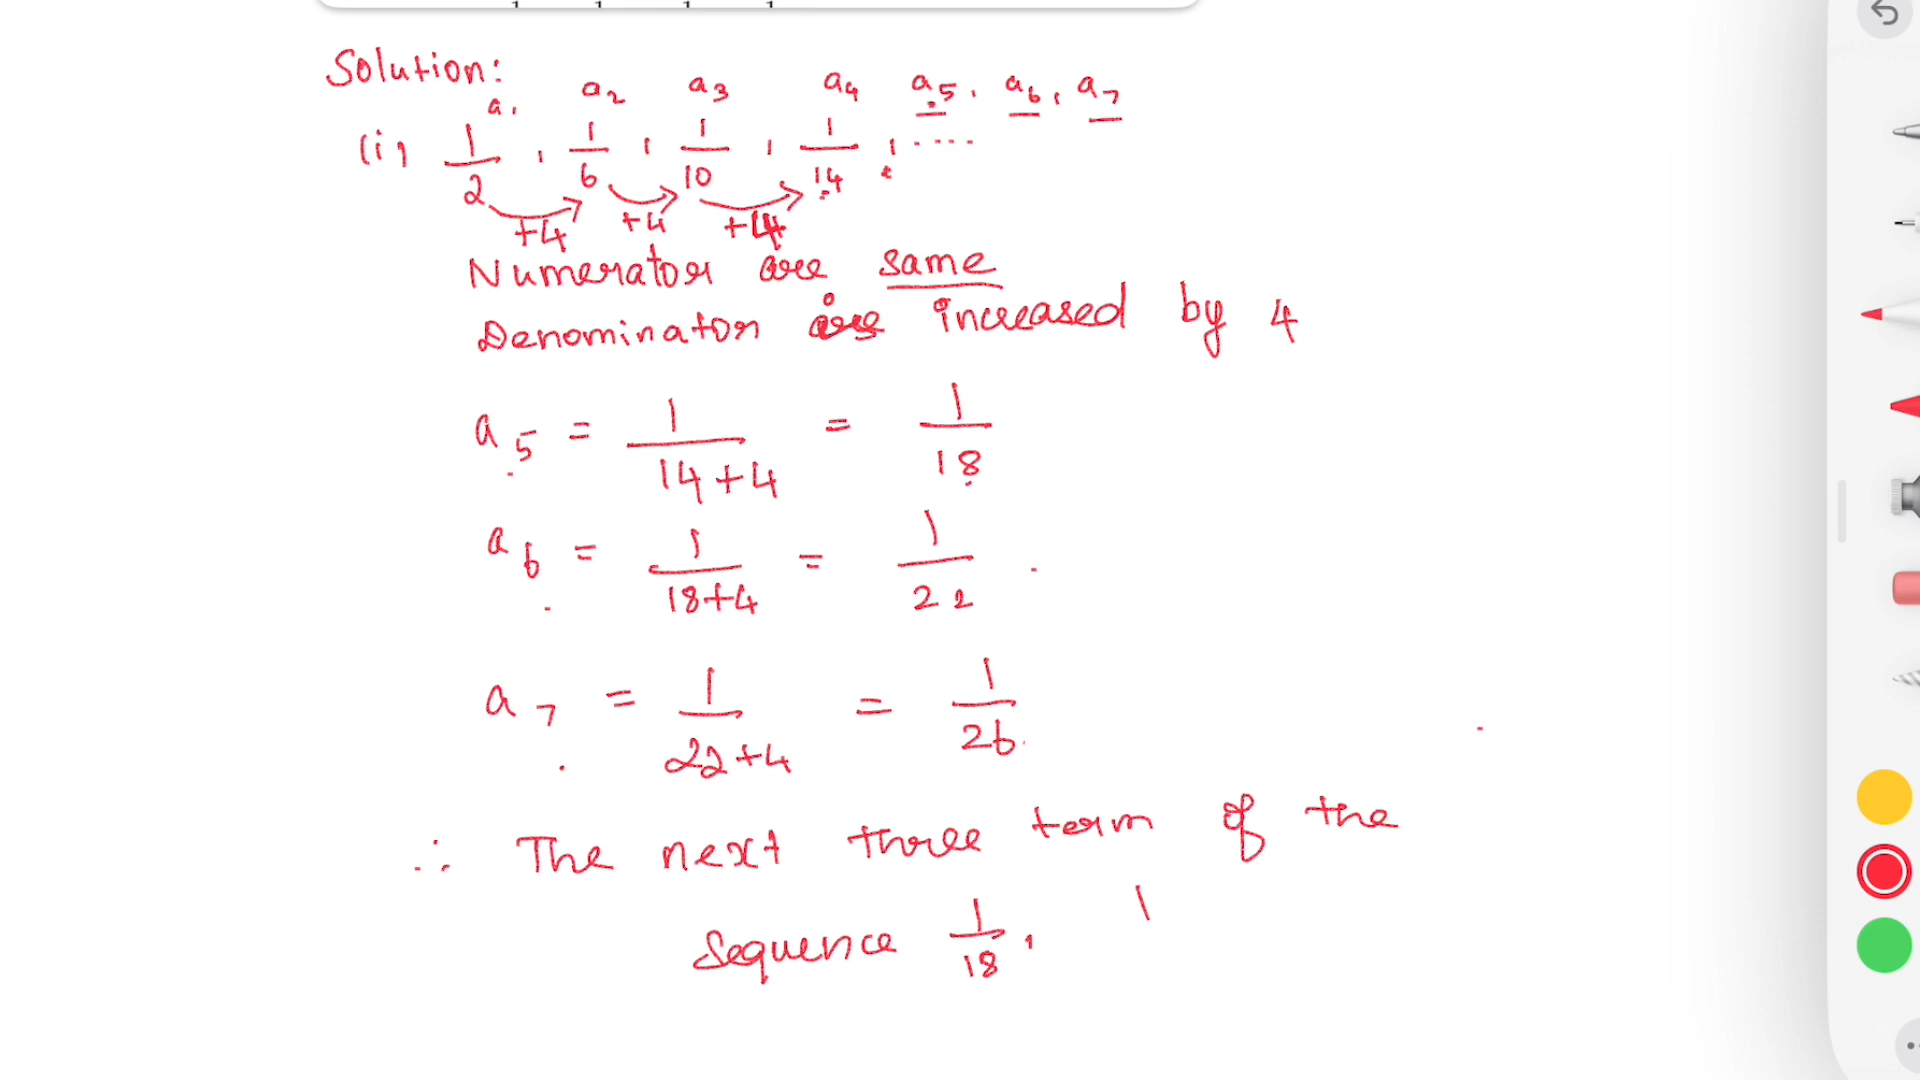 Solution:
a1 a2 a3 a4 a5, a6, a7
(i) 1/2, 1/6, 1/10, 1/14, ....
+4 +4 +4
Numerator are same
Denominator is increased by 4
a5 = 1/14+4 = 1/18
a6 = 1/18+4 = 1/22
a7 = 1/22+4 = 1/26
∴ The next three term of the
Sequence 1/18, 1